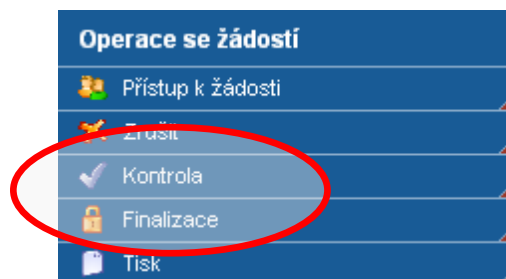 Operace se žádostí
Přístup k žádosti
Zrušit
Kontrola
Finalizace
Tisk